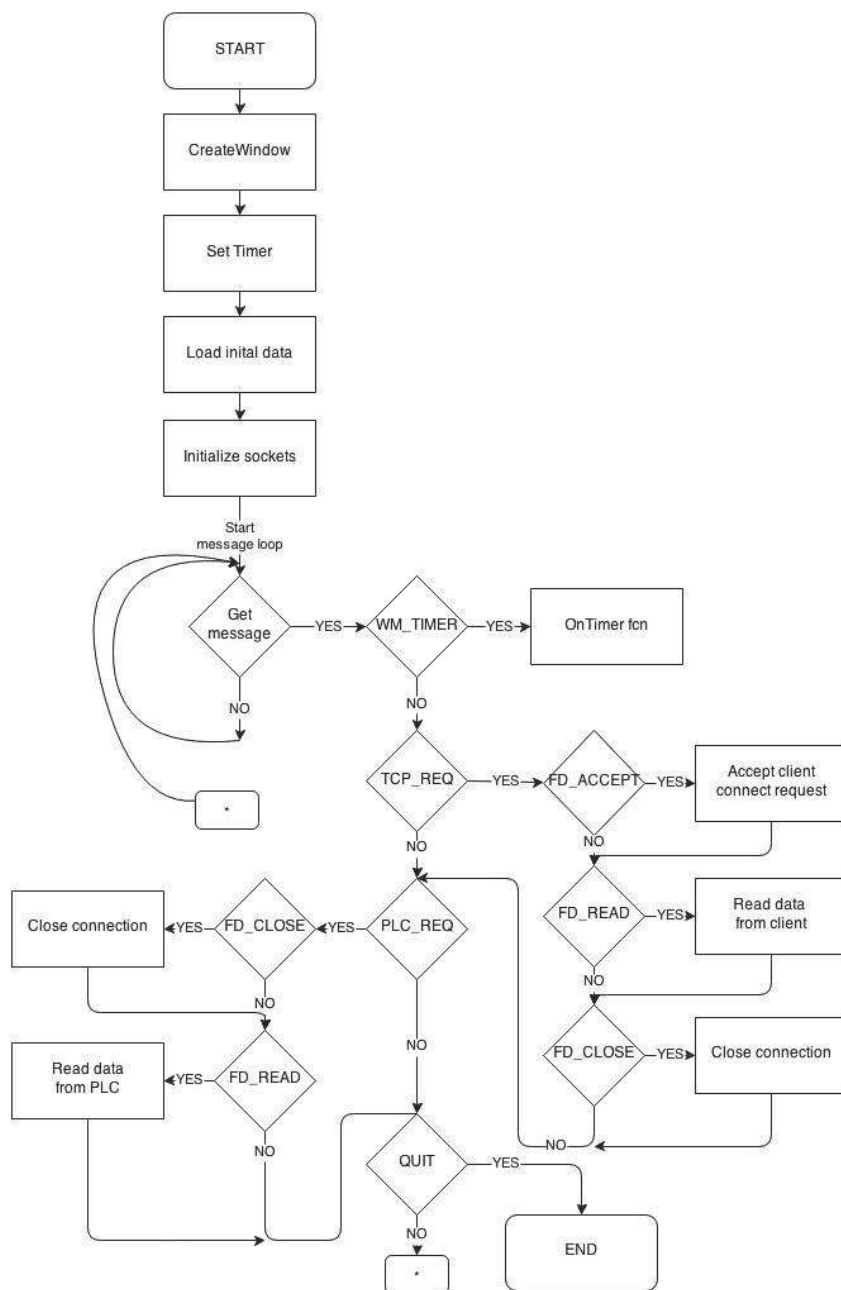 START
CreateWindow
Set Timer
Load inital data
Initialize sockets
Start
message loop
Get
message
YES
WM_TIMER
YES
OnTimer fcn
NO
NO
TCP_REQ
YES
FD_ACCEPT
YES
Accept client
connect request
*
NO
NO
Close connection
YES
FD_CLOSE
YES
PLC_REQ
FD_READ
YES
Read data
from client
NO
NO
NO
Read data
from PLC
YES
FD_READ
FD_CLOSE
YES
Close connection
NO
NO
QUIT
YES
NO
END
*